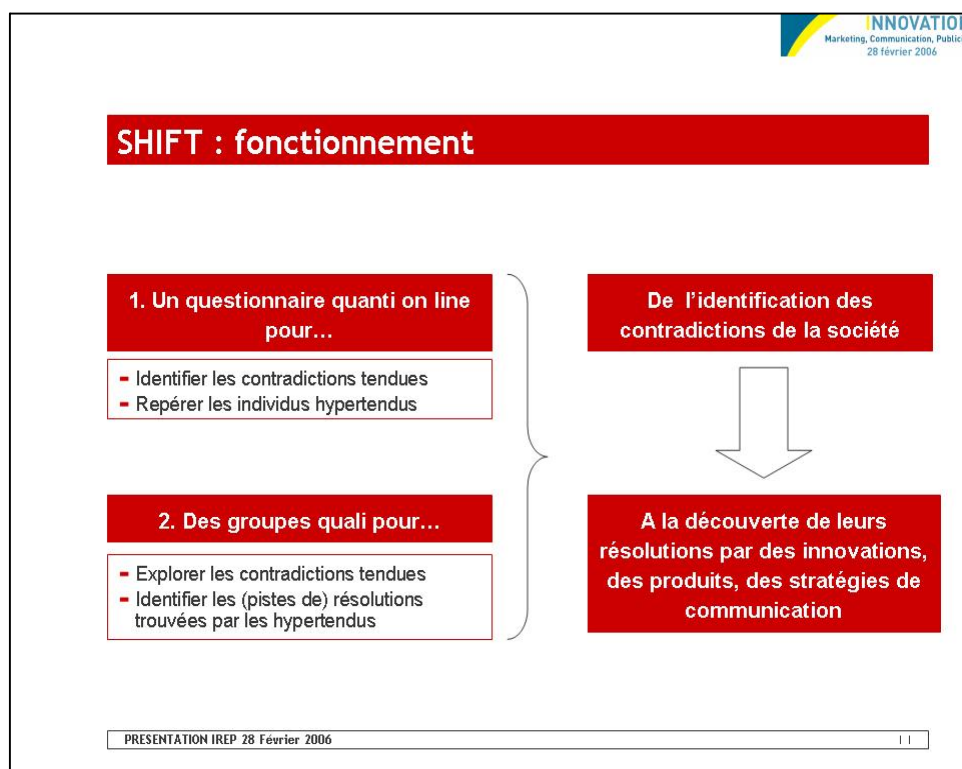 INNOVATION
Marketing, Communication, Public
28 février 2006
SHIFT : fonctionnement
1. Un questionnaire quanti on line
pour…
- Identifier les contradictions tendues
- Repérer les individus hypertendus
2. Des groupes quali pour…
- Explorer les contradictions tendues
- Identifier les (pistes de) résolutions
trouvées par les hypertendus
De l’identification des
contradictions de la société
A la découverte de leurs
résolutions par des innovations,
des produits, des stratégies de
communication
PRESENTATION IREP 28 Février 2006
11